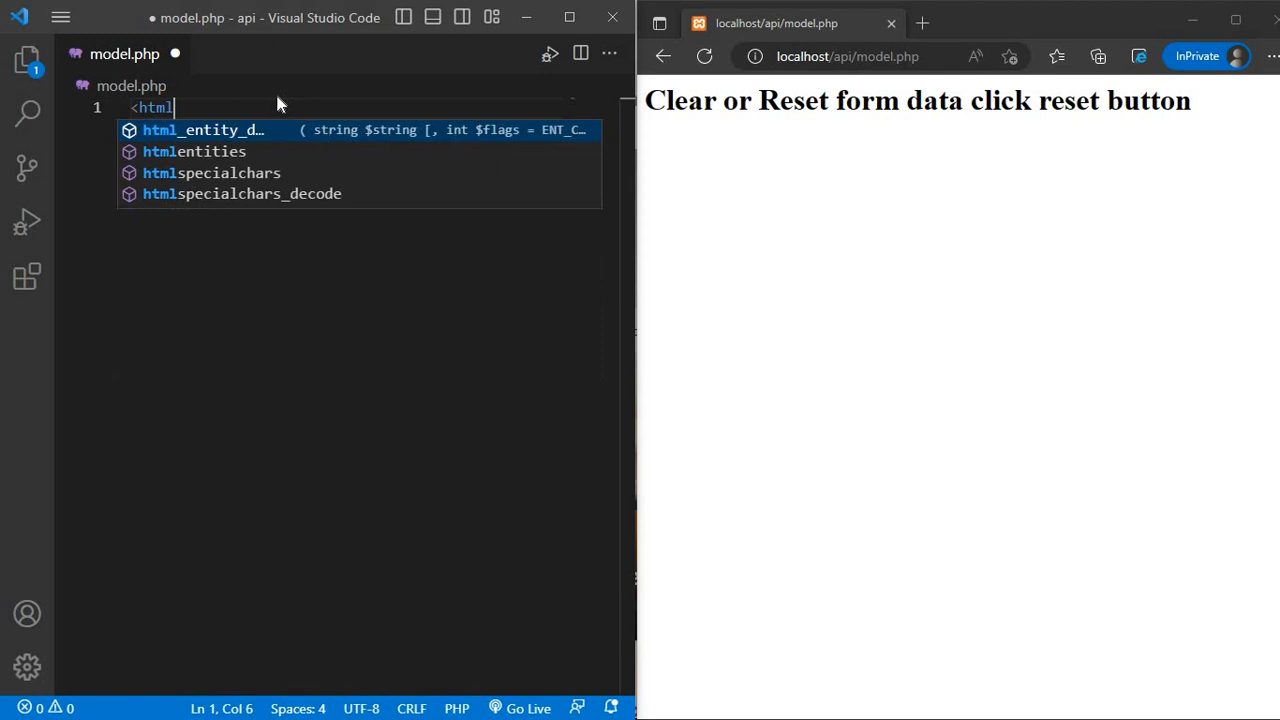 ● model.php - api - Visual Studio Code
model.php ●
model.php
1 <html
html_entity_d… ( string $string [, int $flags = ENT_C…
htmlentities
htmlspecialchars
htmlspecialchars_decode
1
0 0
Ln 1, Col 6
Spaces: 4
UTF-8
CRLF
PHP
Go Live
localhost/api/model.php
localhost/api/model.php
InPrivate
Clear or Reset form data click reset button